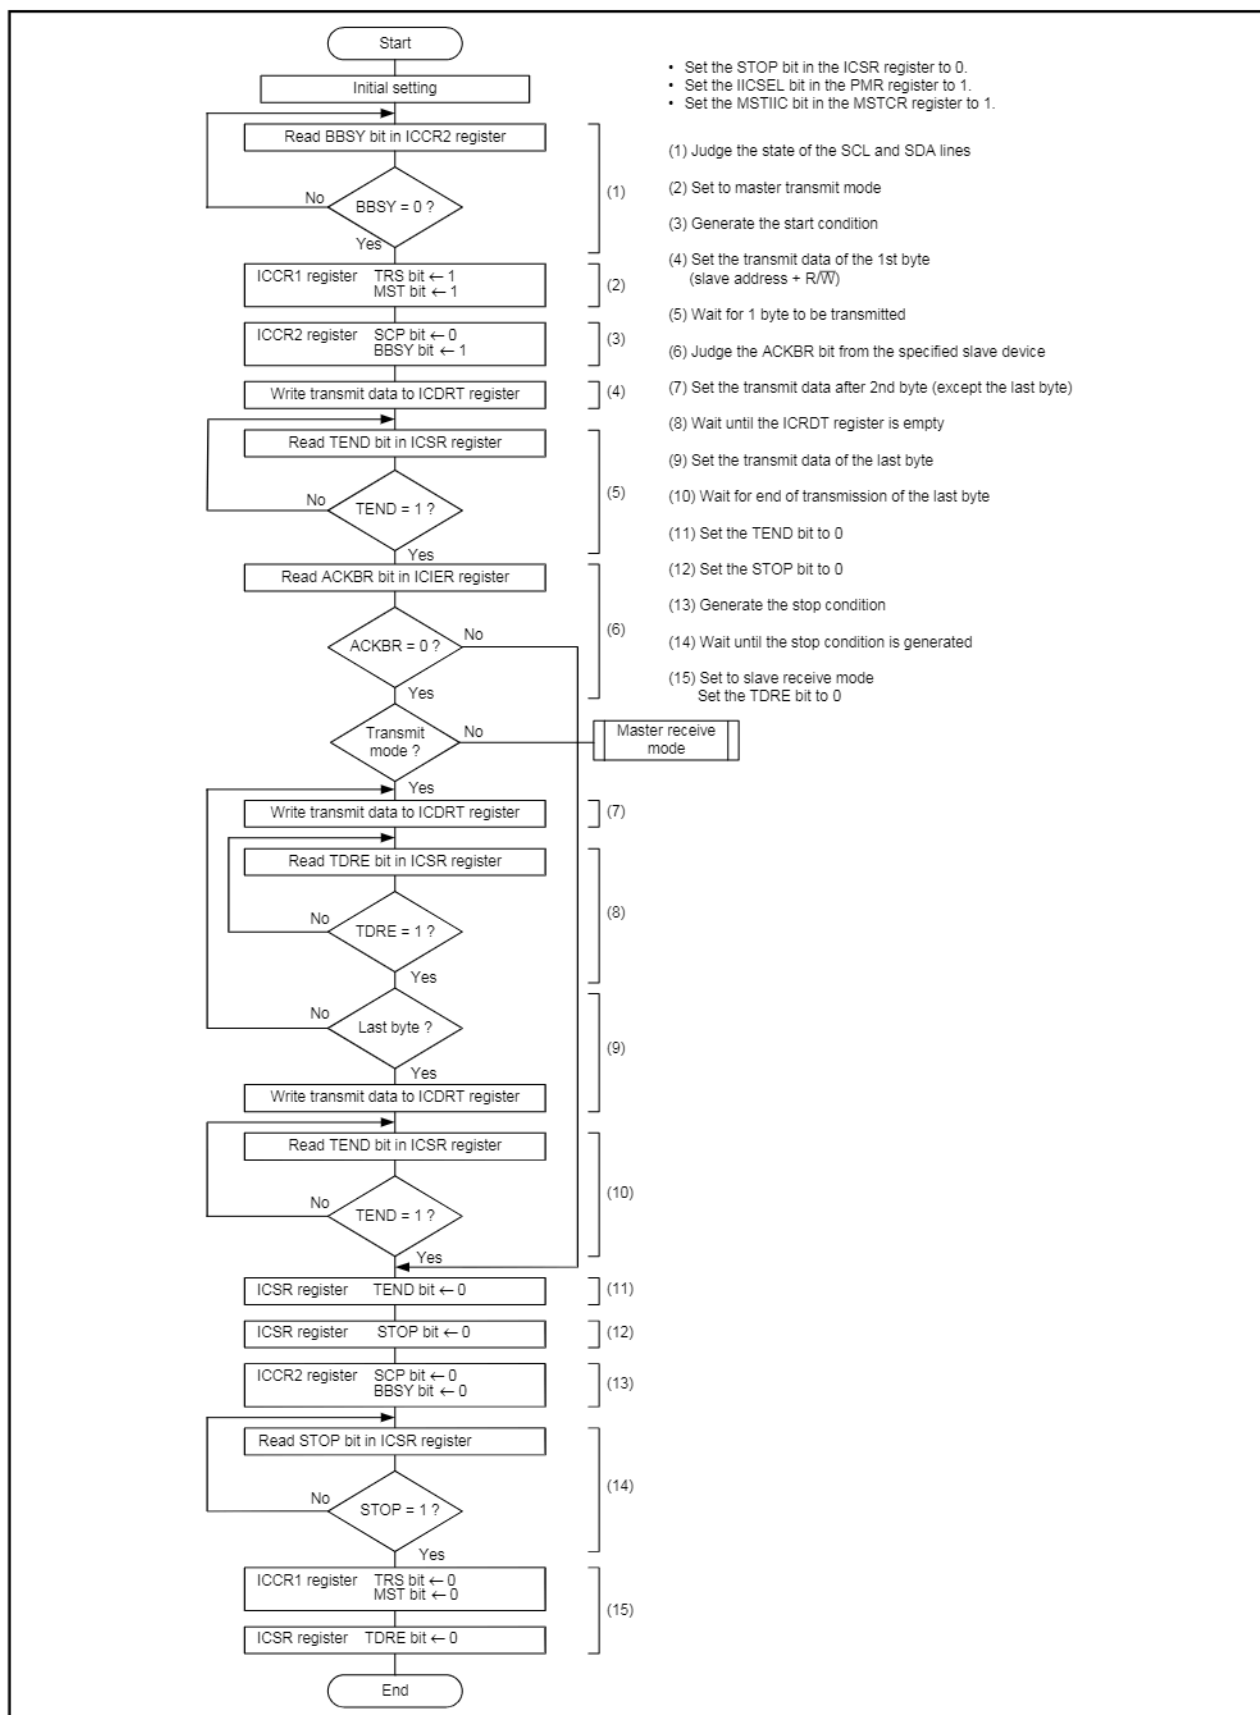 Start
Initial setting
Read BBSY bit in ICCR2 register
No
BBSY = 0 ?
Yes
(1)
ICCR1 register TRS bit ← 1
MST bit ← 1
(2)
ICCR2 register SCP bit ← 0
BBSY bit ← 1
(3)
Write transmit data to ICDRT register
(4)
Read TEND bit in ICSR register
No
TEND = 1 ?
Yes
(5)
Read ACKBR bit in ICIER register
ACKBR = 0 ?
No
Yes
(6)
Transmit
mode ?
No
Yes
Master receive
mode
Write transmit data to ICDRT register
(7)
Read TDRE bit in ICSR register
No
TDRE = 1 ?
Yes
(8)
No
Last byte ?
Yes
(9)
Write transmit data to ICDRT register
Read TEND bit in ICSR register
No
TEND = 1 ?
Yes
(10)
ICSR register TEND bit ← 0
(11)
ICSR register STOP bit ← 0
(12)
ICCR2 register SCP bit ← 0
BBSY bit ← 0
(13)
Read STOP bit in ICSR register
No
STOP = 1 ?
Yes
(14)
ICCR1 register TRS bit ← 0
MST bit ← 0
(15)
ICSR register TDRE bit ← 0
End
• Set the STOP bit in the ICSR register to 0.
• Set the IICSEL bit in the PMR register to 1.
• Set the MSTIIC bit in the MSTCR register to 1.
(1) Judge the state of the SCL and SDA lines
(2) Set to master transmit mode
(3) Generate the start condition
(4) Set the transmit data of the 1st byte
(slave address + R/W̅)
(5) Wait for 1 byte to be transmitted
(6) Judge the ACKBR bit from the specified slave device
(7) Set the transmit data after 2nd byte (except the last byte)
(8) Wait until the ICRDT register is empty
(9) Set the transmit data of the last byte
(10) Wait for end of transmission of the last byte
(11) Set the TEND bit to 0
(12) Set the STOP bit to 0
(13) Generate the stop condition
(14) Wait until the stop condition is generated
(15) Set to slave receive mode
Set the TDRE bit to 0